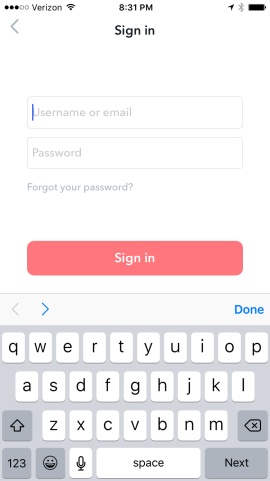 Verizon 8:31 PM
Sign in
Username or email
Password
Forgot your password?
Sign in
Done
q w e r t y u i o p
a s d f g h j k l
z x c v b n m
123 space Next